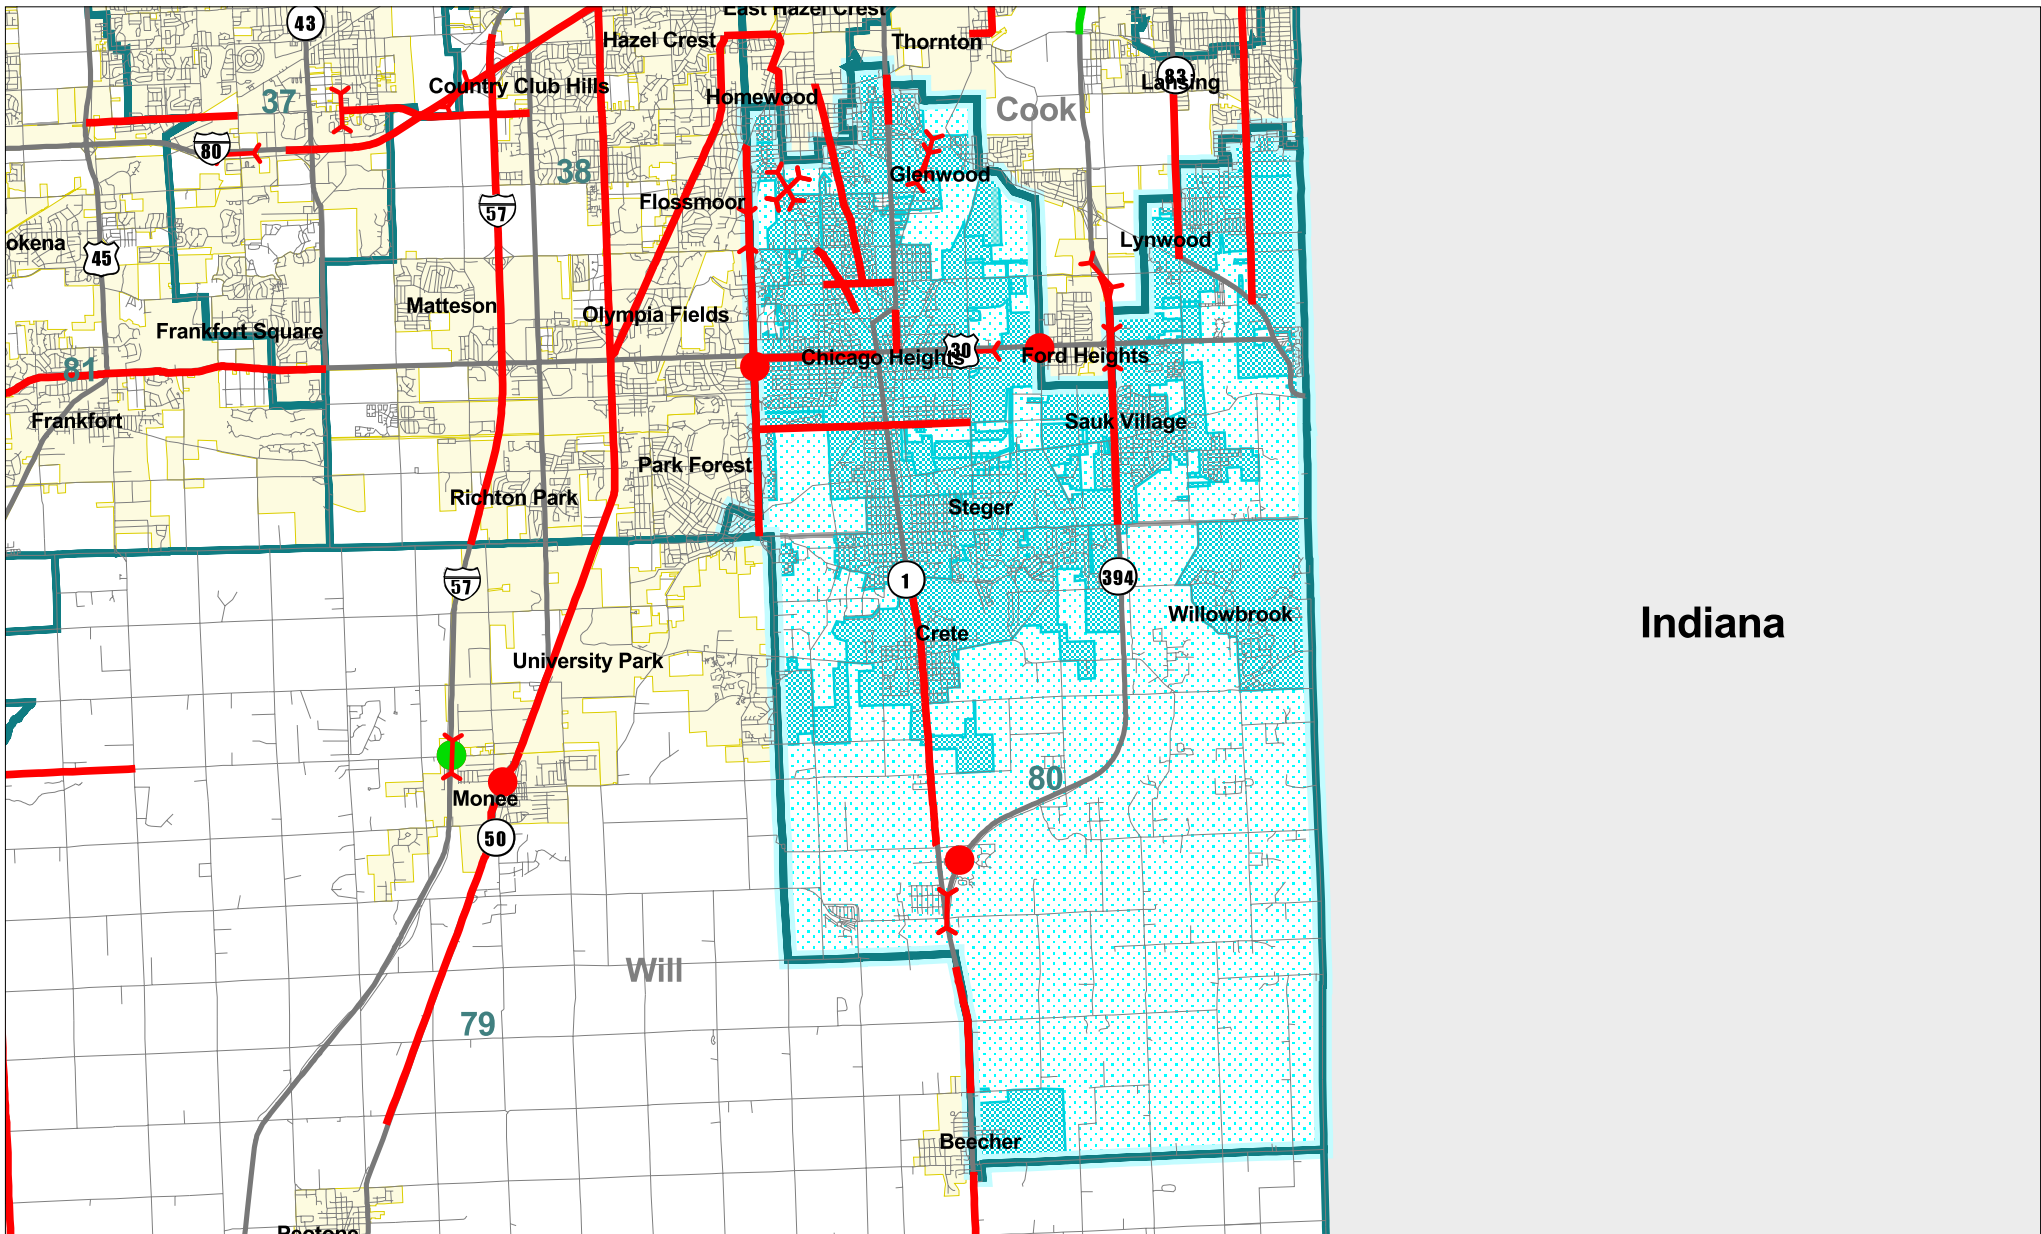 East Hazel Crest
43
Hazel Crest
Thornton
Country Club Hills
83
Lansing
37
Homewood
Cook
80
38
Glenwood
Flossmoor
57
okena
45
Lynwood
Matteson
Olympia Fields
Frankfort Square
Chicago Heights
30
Ford Heights
81
Frankfort
Sauk Village
Park Forest
Richton Park
Steger
57
1
394
Willowbrook
Indiana
Crete
University Park
80
Monee
50
Will
79
Beecher
Peotone